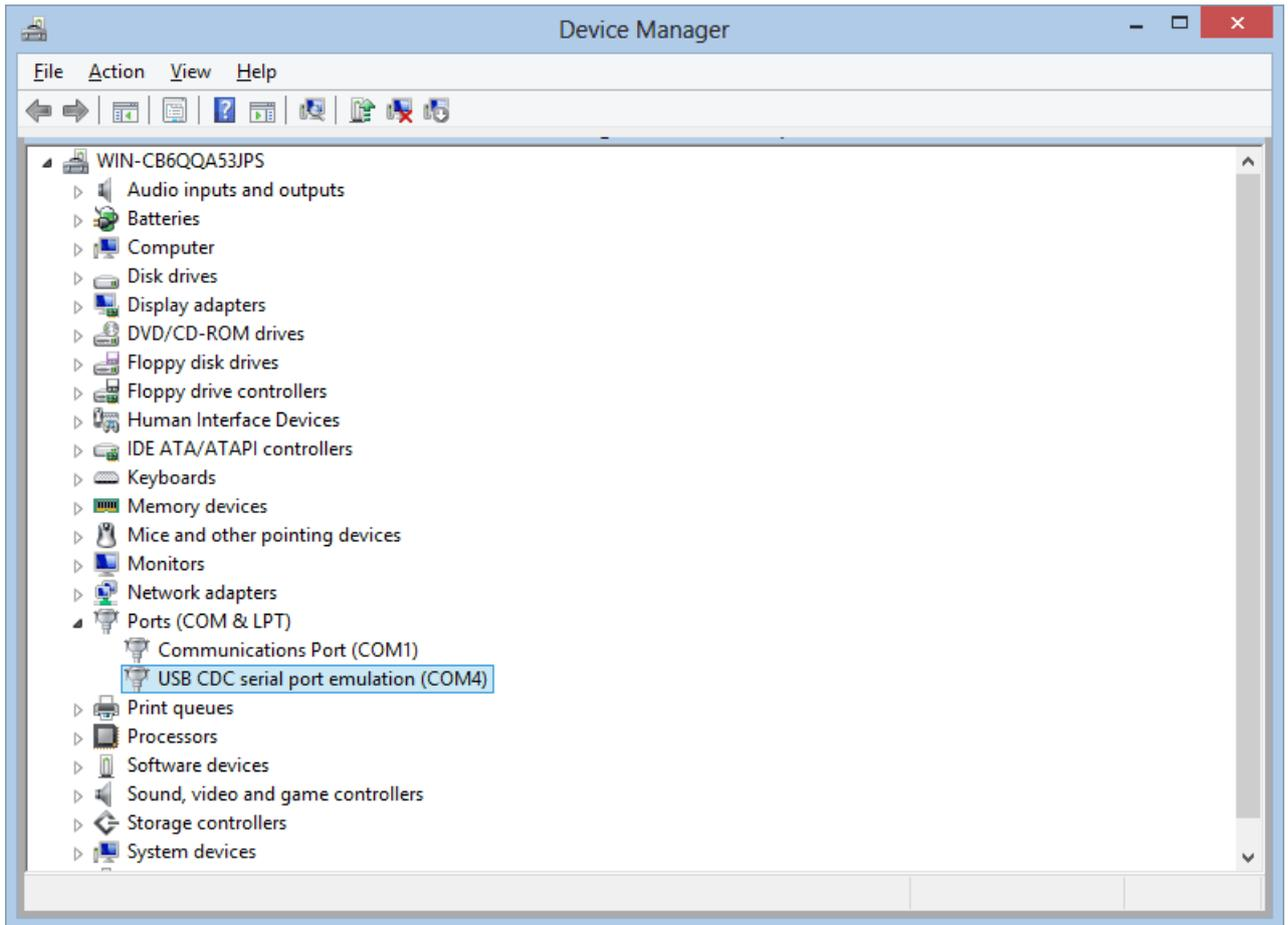 Device Manager
File Action View Help
WIN-CB6QQA53JPS
Audio inputs and outputs
Batteries
Computer
Disk drives
Display adapters
DVD/CD-ROM drives
Floppy disk drives
Floppy drive controllers
Human Interface Devices
IDE ATA/ATAPI controllers
Keyboards
Memory devices
Mice and other pointing devices
Monitors
Network adapters
Ports (COM & LPT)
Communications Port (COM1)
USB CDC serial port emulation (COM4)
Print queues
Processors
Software devices
Sound, video and game controllers
Storage controllers
System devices